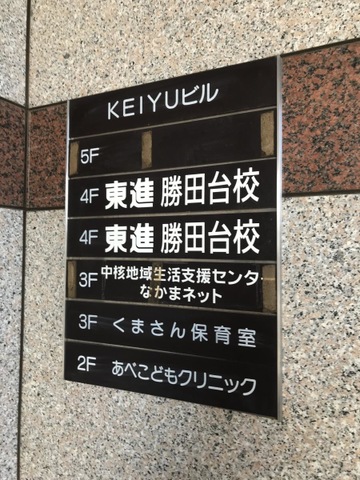 KEIYUビル
5F
4F 東進 勝田台校
4F 東進 勝田台校
3F 中核地域生活支援センター
なかまネット
3F くまさん保育室
2F あべこどもクリニック